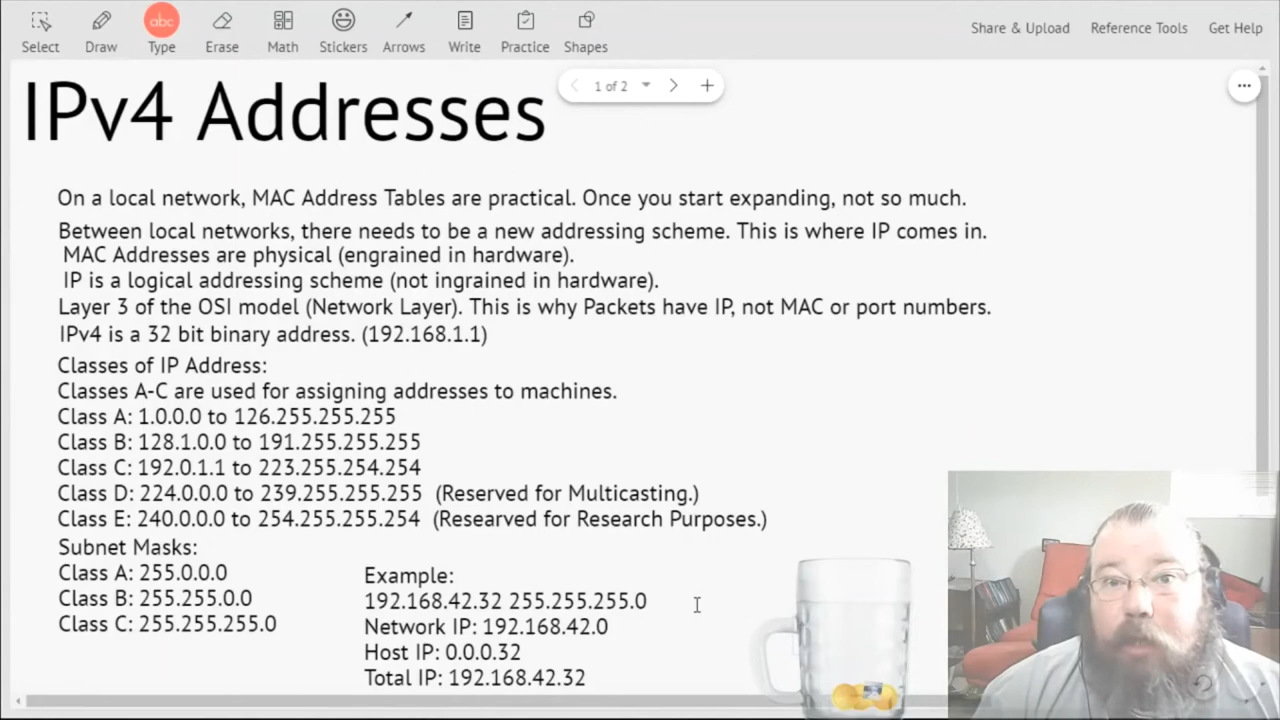 abc
Select Draw Type Erase Math Stickers Arrows Write Practice Shapes
Share & Upload Reference Tools Get Help
1 of 2
IPv4 Addresses
On a local network, MAC Address Tables are practical. Once you start expanding, not so much.
Between local networks, there needs to be a new addressing scheme. This is where IP comes in.
MAC Addresses are physical (engrained in hardware).
IP is a logical addressing scheme (not ingrained in hardware).
Layer 3 of the OSI model (Network Layer). This is why Packets have IP, not MAC or port numbers.
IPv4 is a 32 bit binary address. (192.168.1.1)
Classes of IP Address:
Classes A-C are used for assigning addresses to machines.
Class A: 1.0.0.0 to 126.255.255.255
Class B: 128.1.0.0 to 191.255.255.255
Class C: 192.0.1.1 to 223.255.254.254
Class D: 224.0.0.0 to 239.255.255.255 (Reserved for Multicasting.)
Class E: 240.0.0.0 to 254.255.255.254 (Researved for Research Purposes.)
Subnet Masks:
Class A: 255.0.0.0
Class B: 255.255.0.0
Class C: 255.255.255.0
Example:
192.168.42.32 255.255.255.0
Network IP: 192.168.42.0
Host IP: 0.0.0.32
Total IP: 192.168.42.32